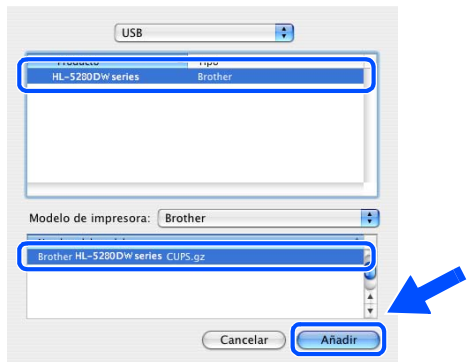 USB
Producto Tipo
HL-5280DW series Brother
Modelo de impresora: Brother
Brother HL-5280DW series CUPS.gz
Cancelar Añadir